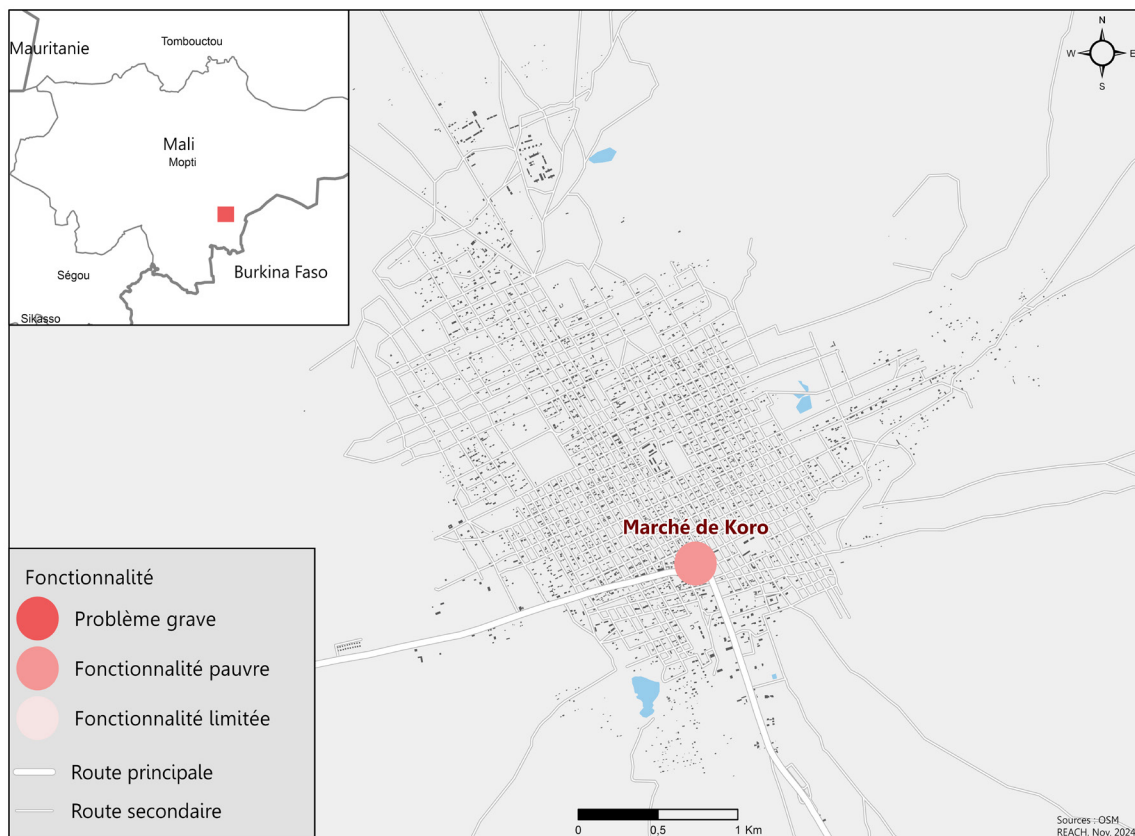 Mauritanie
Tombouctou
Mali
Mopti
Ségou
Burkina Faso
Sikasso
N
W
E
S
Marché de Koro
Fonctionnalité
Problème grave
Fonctionnalité pauvre
Fonctionnalité limitée
Route principale
Route secondaire
0
0,5
1 Km
Sources : OSM
REACH, Nov. 2024